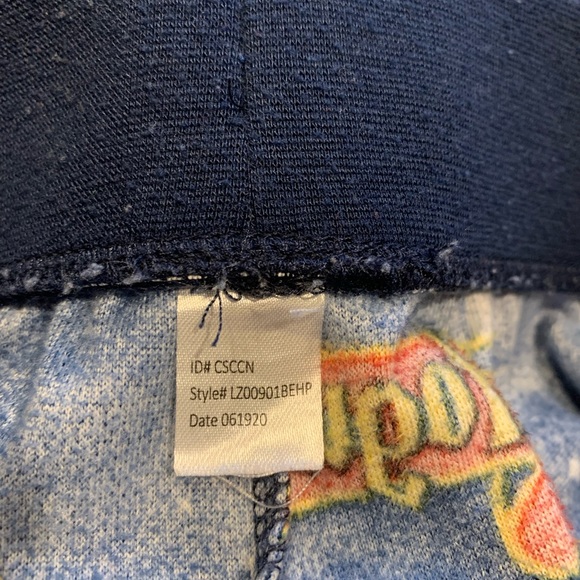 ID# CSCCN
Style# LZ00901BEHP
Date 061920